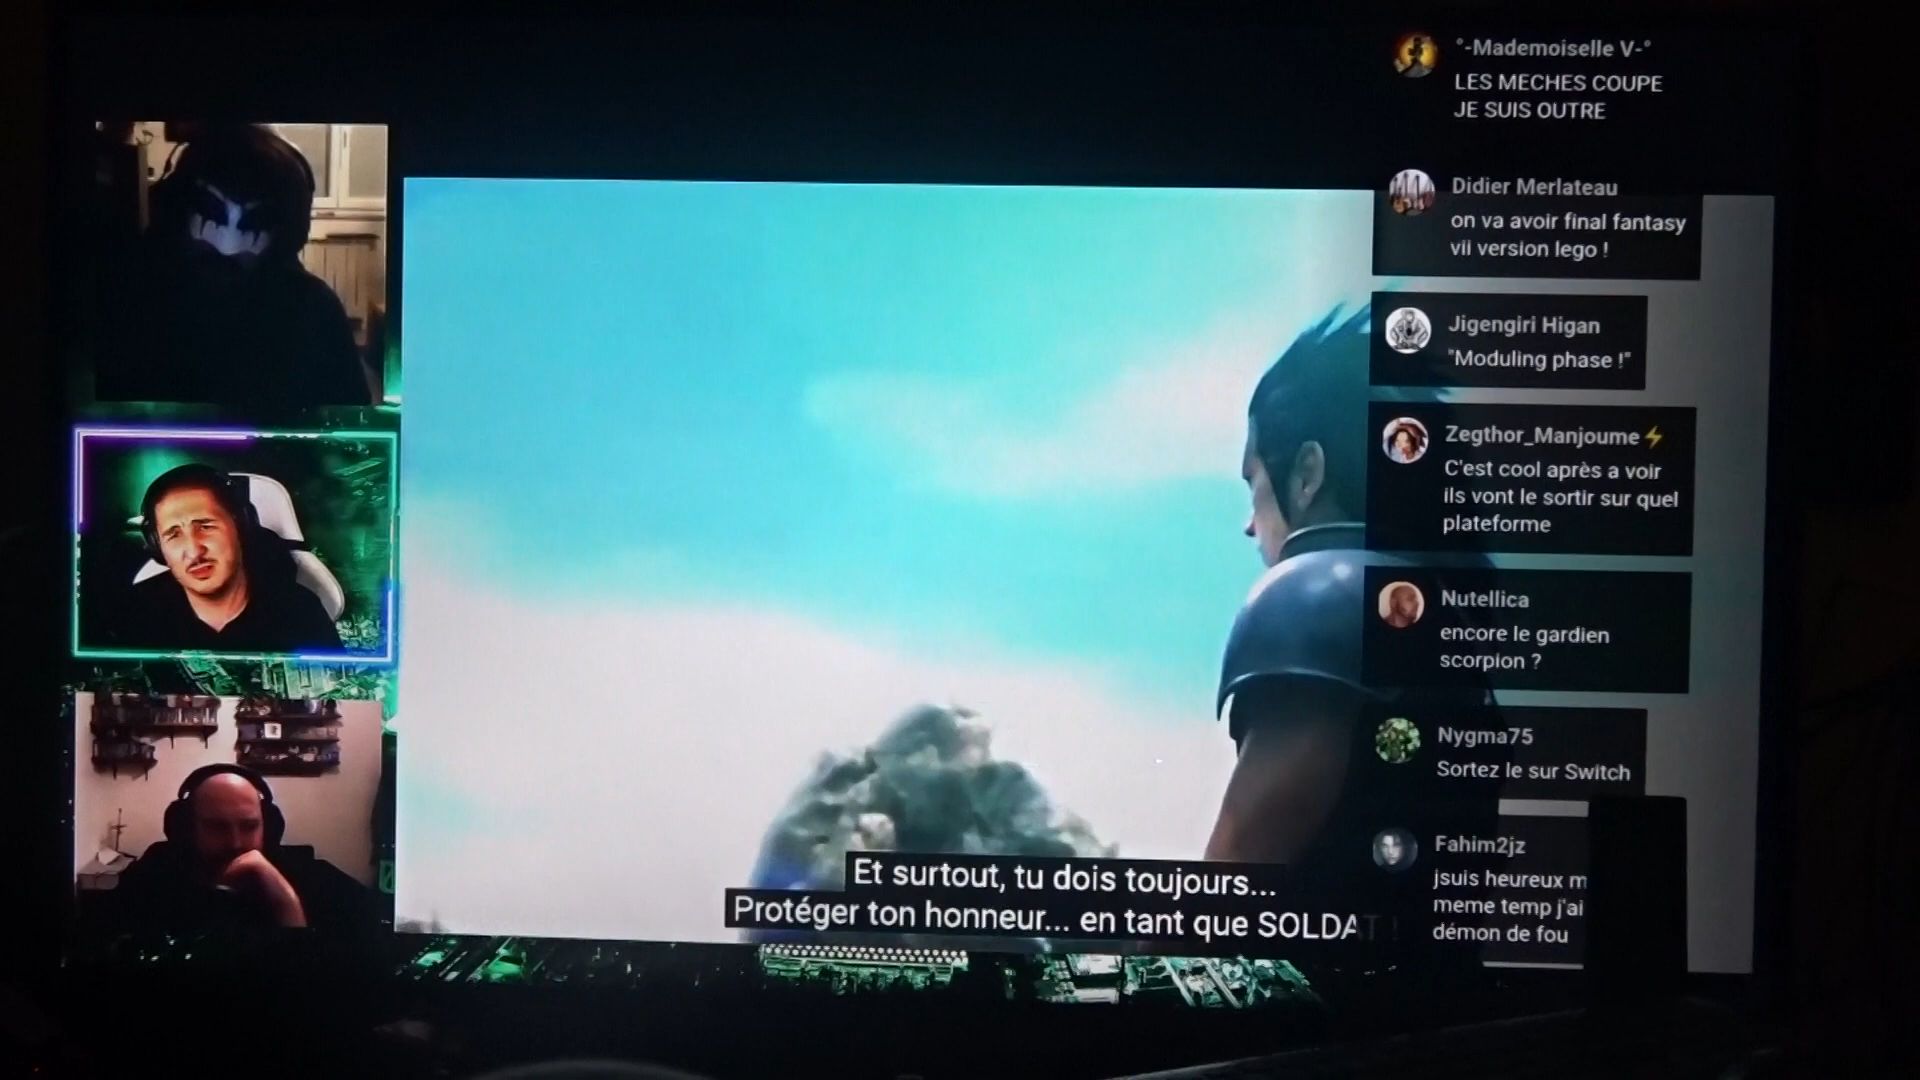 °-Mademoiselle V-°
LES MECHES COUPE
JE SUIS OUTRE
Didier Merlateau
on va avoir final fantasy
vii version lego !
Jigengiri Higan
"Moduling phase !"
Zegthor_Manjoume⚡
C'est cool après a voir
ils vont le sortir sur quel
plateforme
Nutellica
encore le gardien
scorpion ?
Nygma75
Sortez le sur Switch
Fahim2jz
jsuis heureux m
meme temp j'ai
démon de fou
Et surtout, tu dois toujours...
Protéger ton honneur... en tant que SOLDAT !